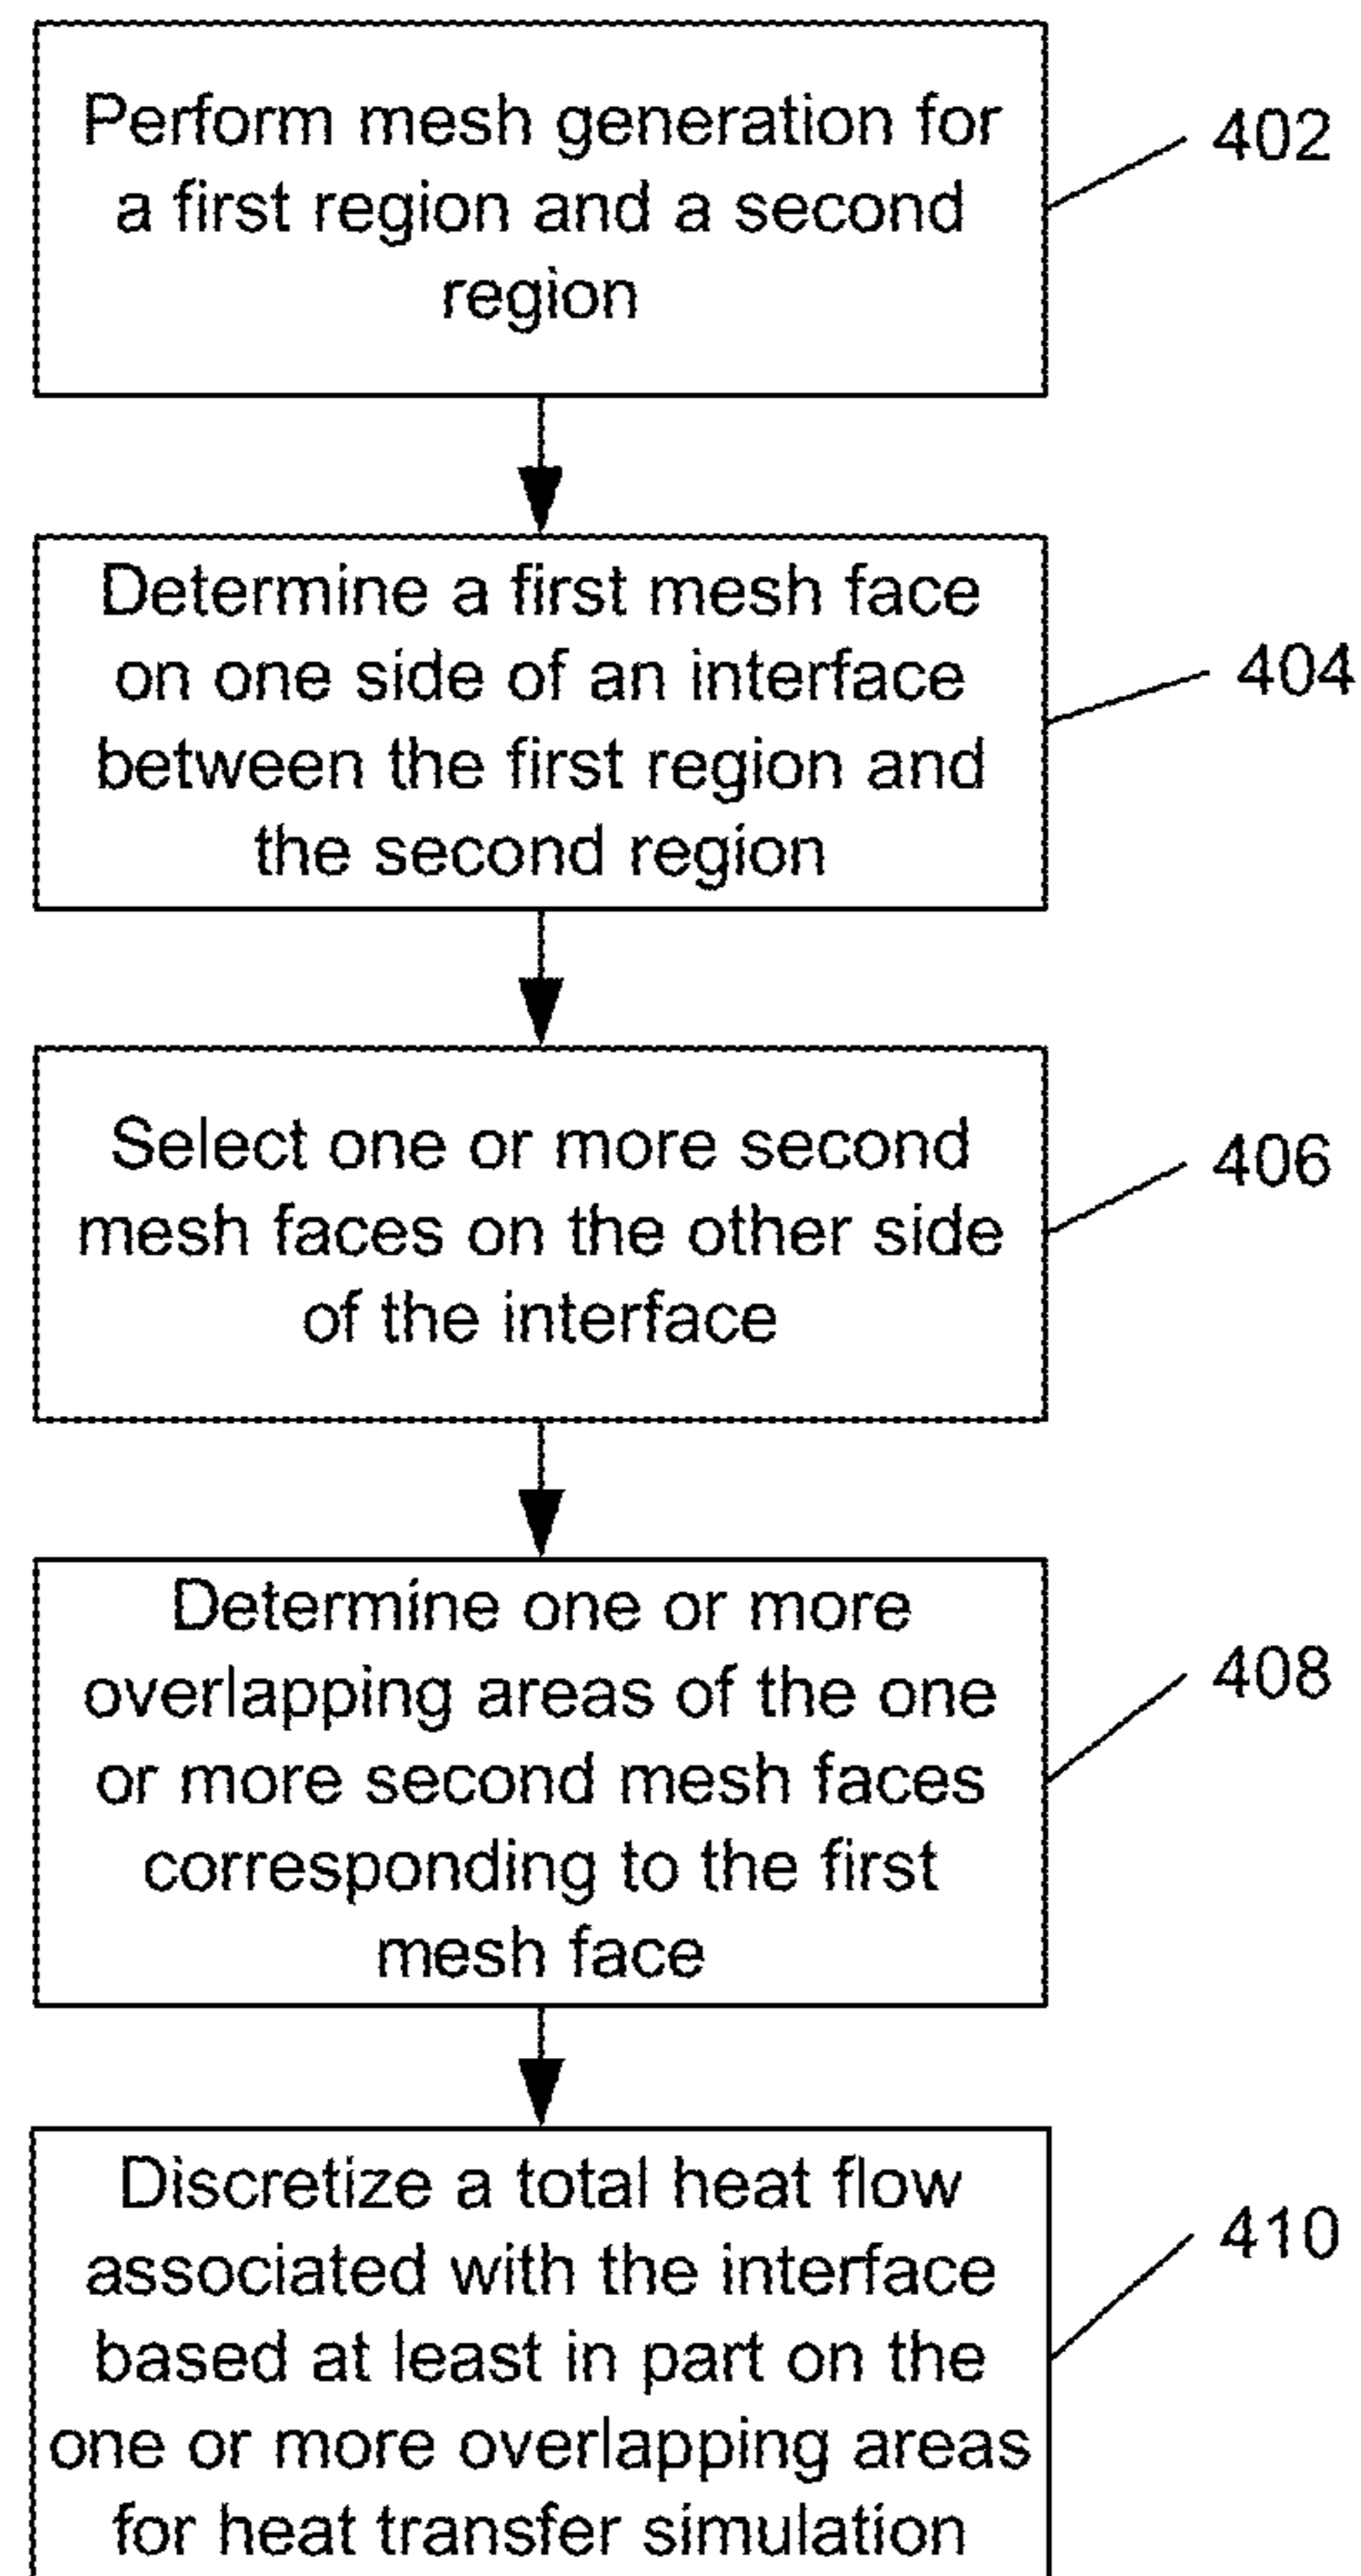 Perform mesh generation for
a first region and a second
region
402
Determine a first mesh face
on one side of an interface
between the first region and
the second region
404
Select one or more second
mesh faces on the other side
of the interface
406
Determine one or more
overlapping areas of the one
or more second mesh faces
corresponding to the first
mesh face
408
Discretize a total heat flow
associated with the interface
based at least in part on the
one or more overlapping areas
for heat transfer simulation
410